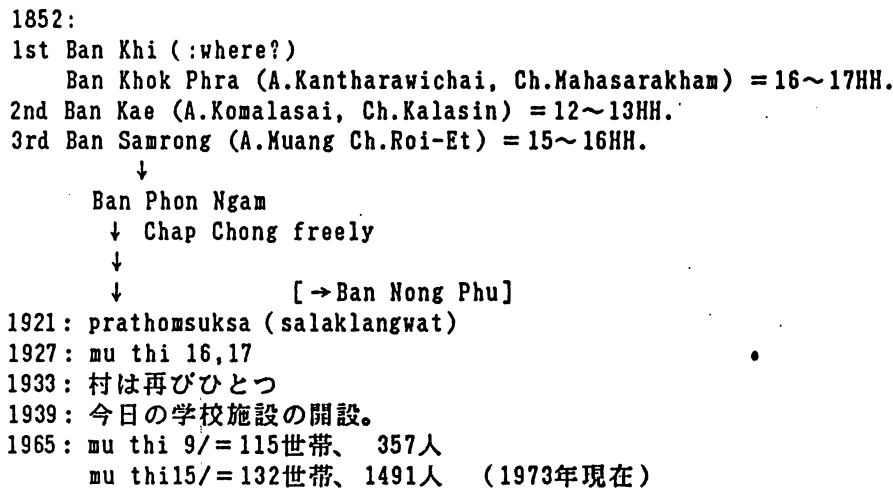 1852:
1st Ban Khi (:where?)
Ban Khok Phra (A.Kantharawichai, Ch.Mahasarakham) =16～17HH.
2nd Ban Kae (A.Komalasai, Ch.Kalasin) =12～13HH.
3rd Ban Samrong (A.Muang Ch.Roi-Et) =15～16HH.
↓
Ban Phon Ngam
↓ Chap Chong freely
↓
↓ [→Ban Nong Phu]
1921: prathomsuksa (salaklangwat)
1927: mu thi 16,17
1933: 村は再びひとつ
1939: 今日の学校施設の開設。
1965: mu thi 9/=115世帯、 357人
mu thi15/=132世帯、1491人 (1973年現在)